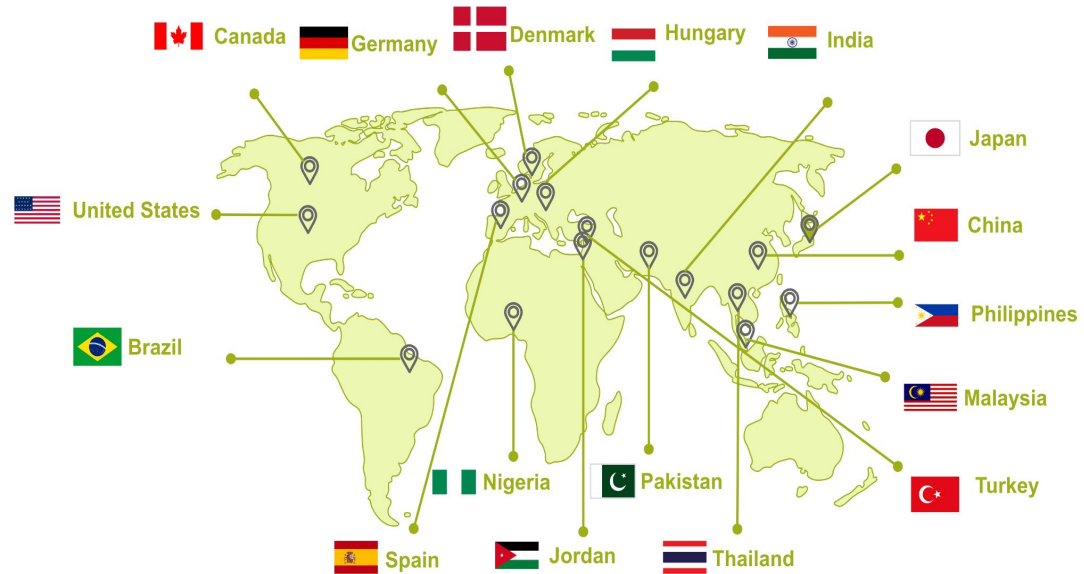 Canada
Germany
Denmark
Hungary
India
Japan
United States
China
Philippines
Brazil
Malaysia
Nigeria
Pakistan
Turkey
Spain
Jordan
Thailand